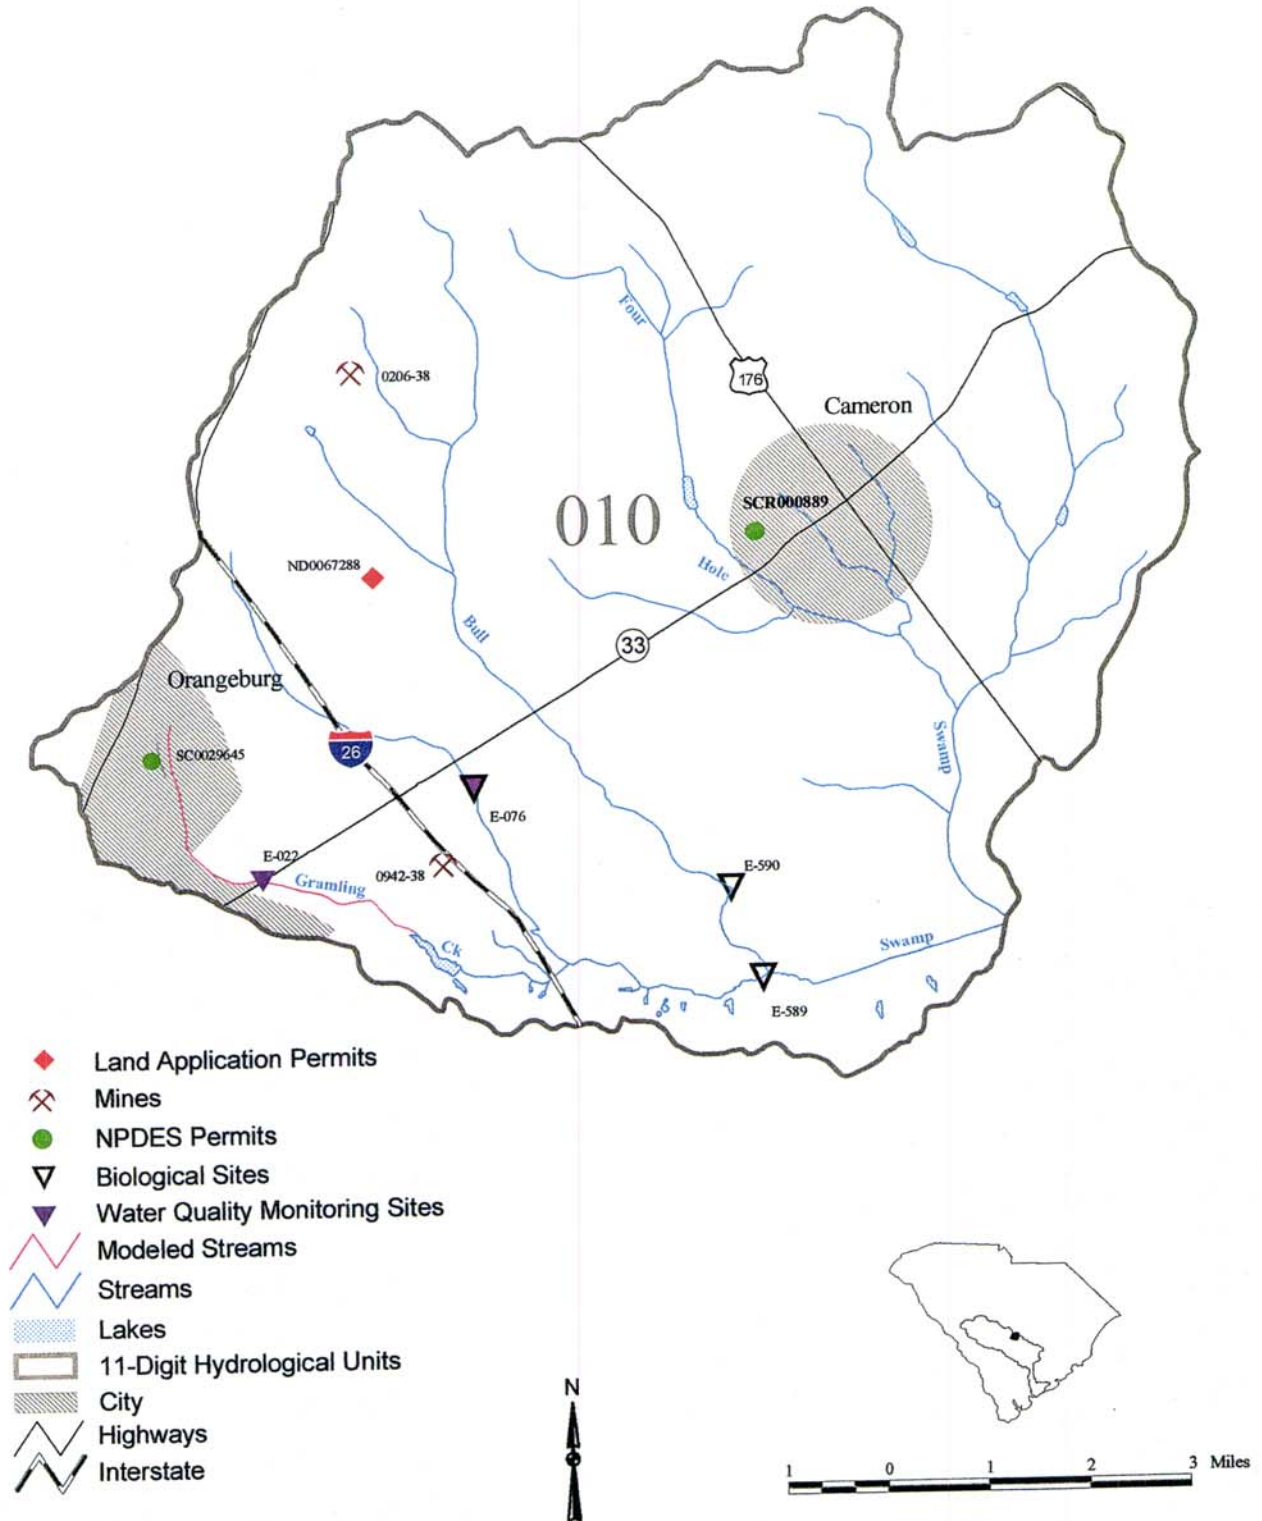 Four
0206-38
176
Cameron
010
SCR000889
ND0067288
Hole
Bull
33
Orangeburg
Swamp
26
SC0029645
E-076
E-022
0942-38
E-590
Gramling
Ck
Swamp
E-589
Land Application Permits
Mines
NPDES Permits
Biological Sites
Water Quality Monitoring Sites
Modeled Streams
Streams
Lakes
11-Digit Hydrological Units
City
Highways
Interstate
N
1 0 1 2 3 Miles